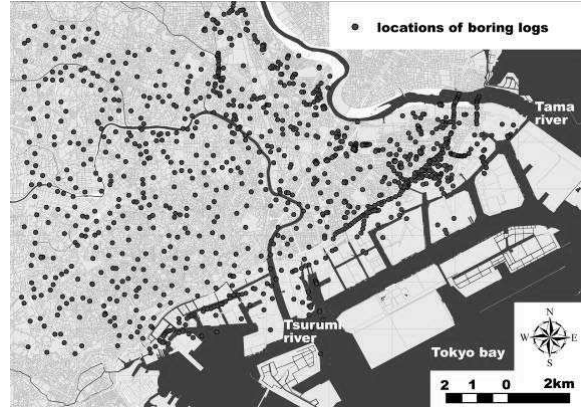 locations of boring logs
Tama
river
Tsurumi
river
Tokyo bay
N
W E
S
2 1 0 2km